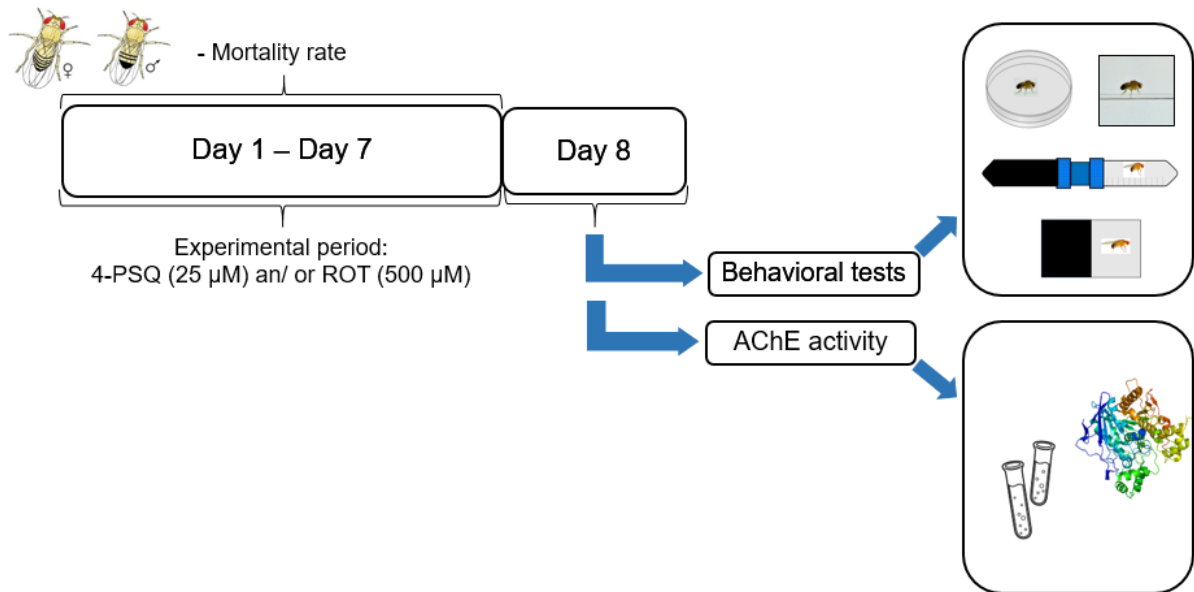 ♀ ♂
- Mortality rate
Day 1 – Day 7
Day 8
Experimental period:
4-PSQ (25 µM) an/ or ROT (500 µM)
Behavioral tests
AChE activity